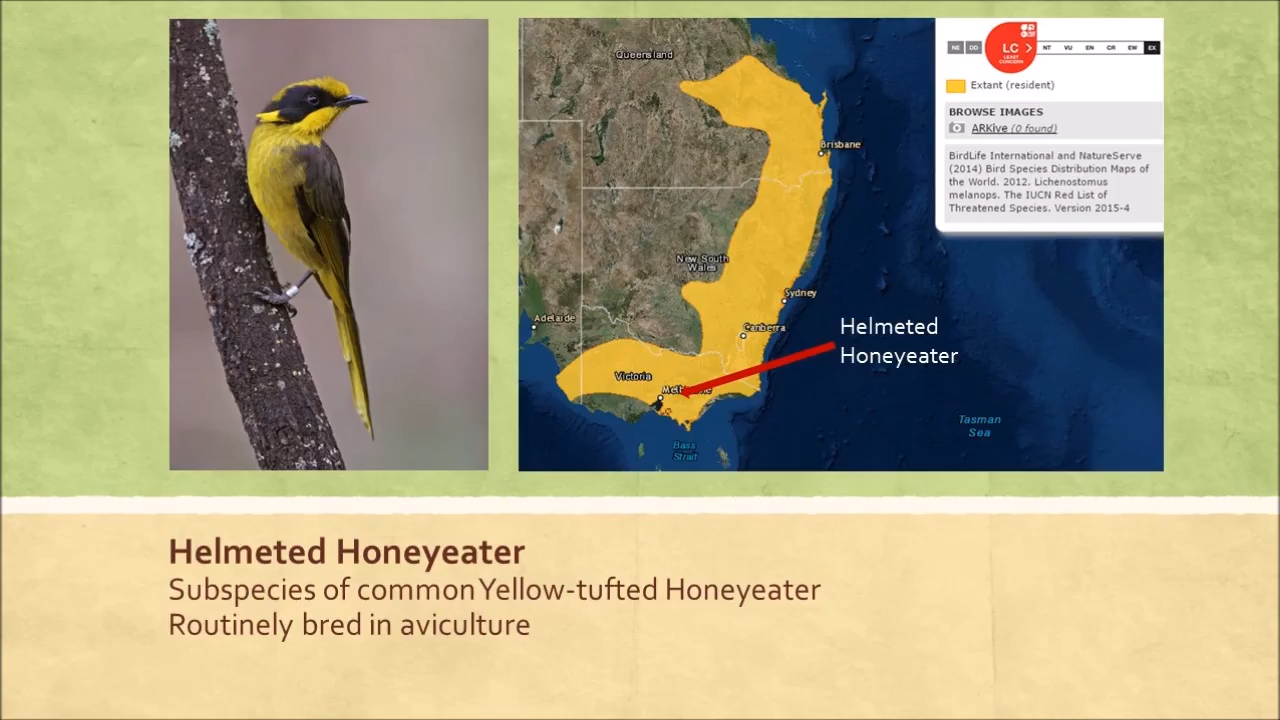 Queensland
Brisbane
New South
Wales
Sydney
Adelaide
Canberra
Victoria
Bass
Strait
Tasman
Sea
Helmeted
Honeyeater
NE DD LC NT VU EN CR EW EX
LEAST
CONCERN
Extant (resident)
BROWSE IMAGES
ARKive (0 found)
BirdLife International and NatureServe
(2014) Bird Species Distribution Maps of
the World. 2012. Lichenostomus
melanops. The IUCN Red List of
Threatened Species. Version 2015-4
Helmeted Honeyeater
Subspecies of common Yellow-tufted Honeyeater
Routinely bred in aviculture